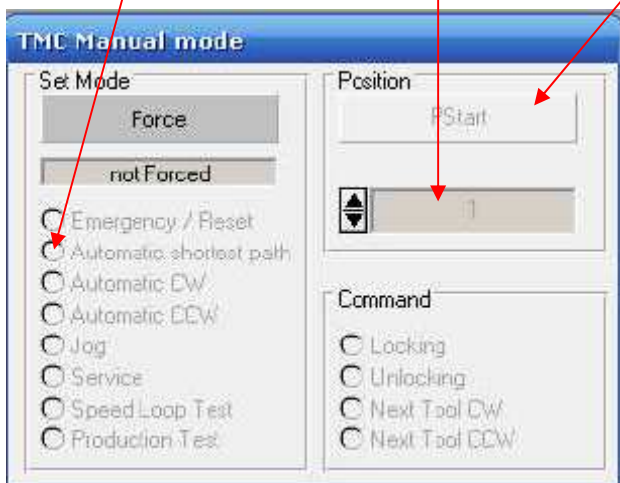 TMC Manual mode
Set Mode
Force
not Forced
Emergency / Reset
Automatic shortest path
Automatic CW
Automatic CCW
Jog
Service
Speed Loop Test
Production Test
Position
PStart
1
Command
Locking
Unlocking
Next Tool CW
Next Tool CCW